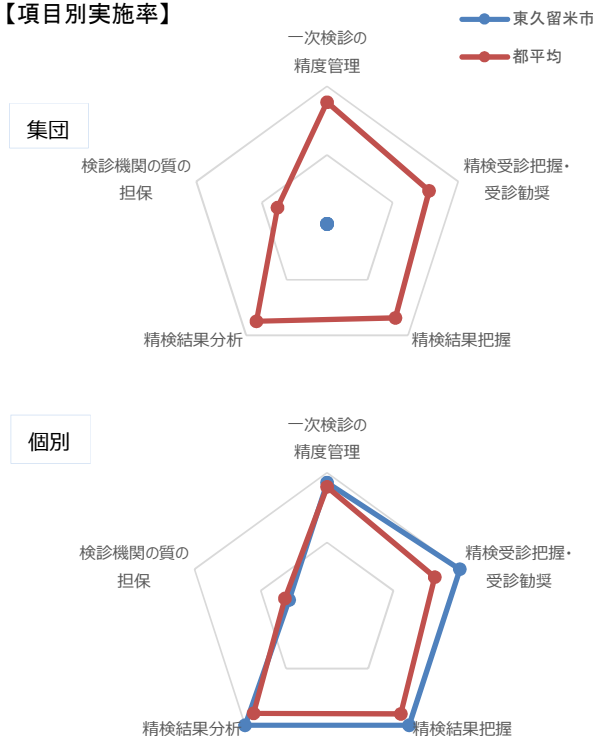 【項目別実施率】
東久留米市
都平均
集団
一次検診の
精度管理
精検受診把握・
受診勧奨
精検結果把握
精検結果分析
検診機関の質の
担保
個別
一次検診の
精度管理
精検受診把握・
受診勧奨
精検結果把握
精検結果分析
検診機関の質の
担保